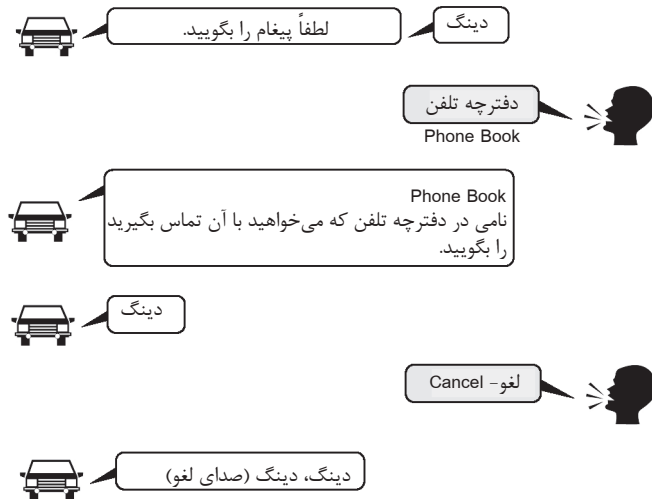 لطفاً پیغام را بگویید.
دینگ
دفترچه تلفن
Phone Book
Phone Book
نامی در دفترچه تلفن که می‌خواهید با آن تماس بگیرید
را بگویید.
دینگ
لغو- Cancel
دینگ، دینگ (صدای لغو)